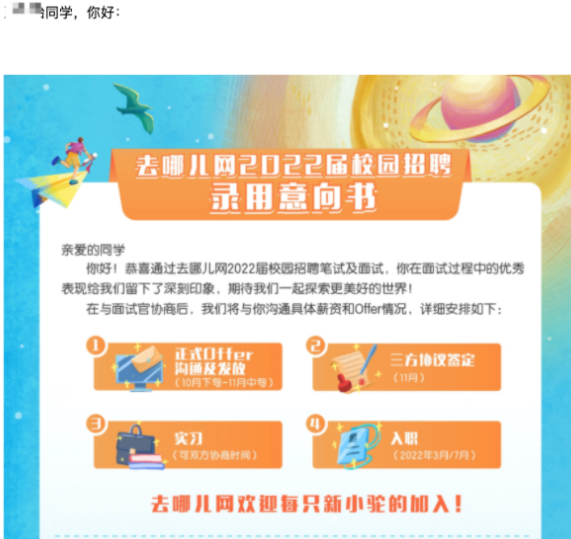 同学，你好：
去哪儿网2022届校园招聘
录用意向书
亲爱的同学
你好！恭喜通过去哪儿网2022届校园招聘笔试及面试，你在面试过程中的优秀
表现给我们留下了深刻印象，期待我们一起探索更美好的世界！
在与面试官协商后，我们将与你沟通具体薪资和Offer情况，详细安排如下：
1
正式Offer
沟通及发放
（10月下旬-11月中旬）
2
三方协议签定
（11月）
3
实习
（可双方协商时间）
4
入职
（2022年3月/7月）
去哪儿网欢迎每只新小驼的加入！